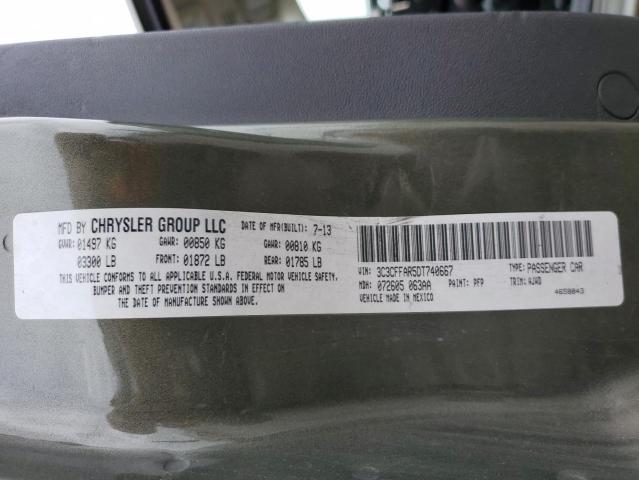 MFD BY CHRYSLER GROUP LLC DATE OF MFR(BUILT): 7-13
GVWR: 01497 KG GAWR: 00850 KG GAWR: 00810 KG
03300 LB FRONT: 01872 LB REAR: 01785 LB
THIS VEHICLE CONFORMS TO ALL APPLICABLE U.S.A. FEDERAL MOTOR VEHICLE SAFETY,
BUMPER AND THEFT PREVENTION STANDARDS IN EFFECT ON
THE DATE OF MANUFACTURE SHOWN ABOVE.
VIN: 3C3CFFAR5DT740667 TYPE: PASSENGER CAR
MDH: 072605 063AA PAINT: PFP TRIM: AJAD
VEHICLE MADE IN MEXICO 4658043